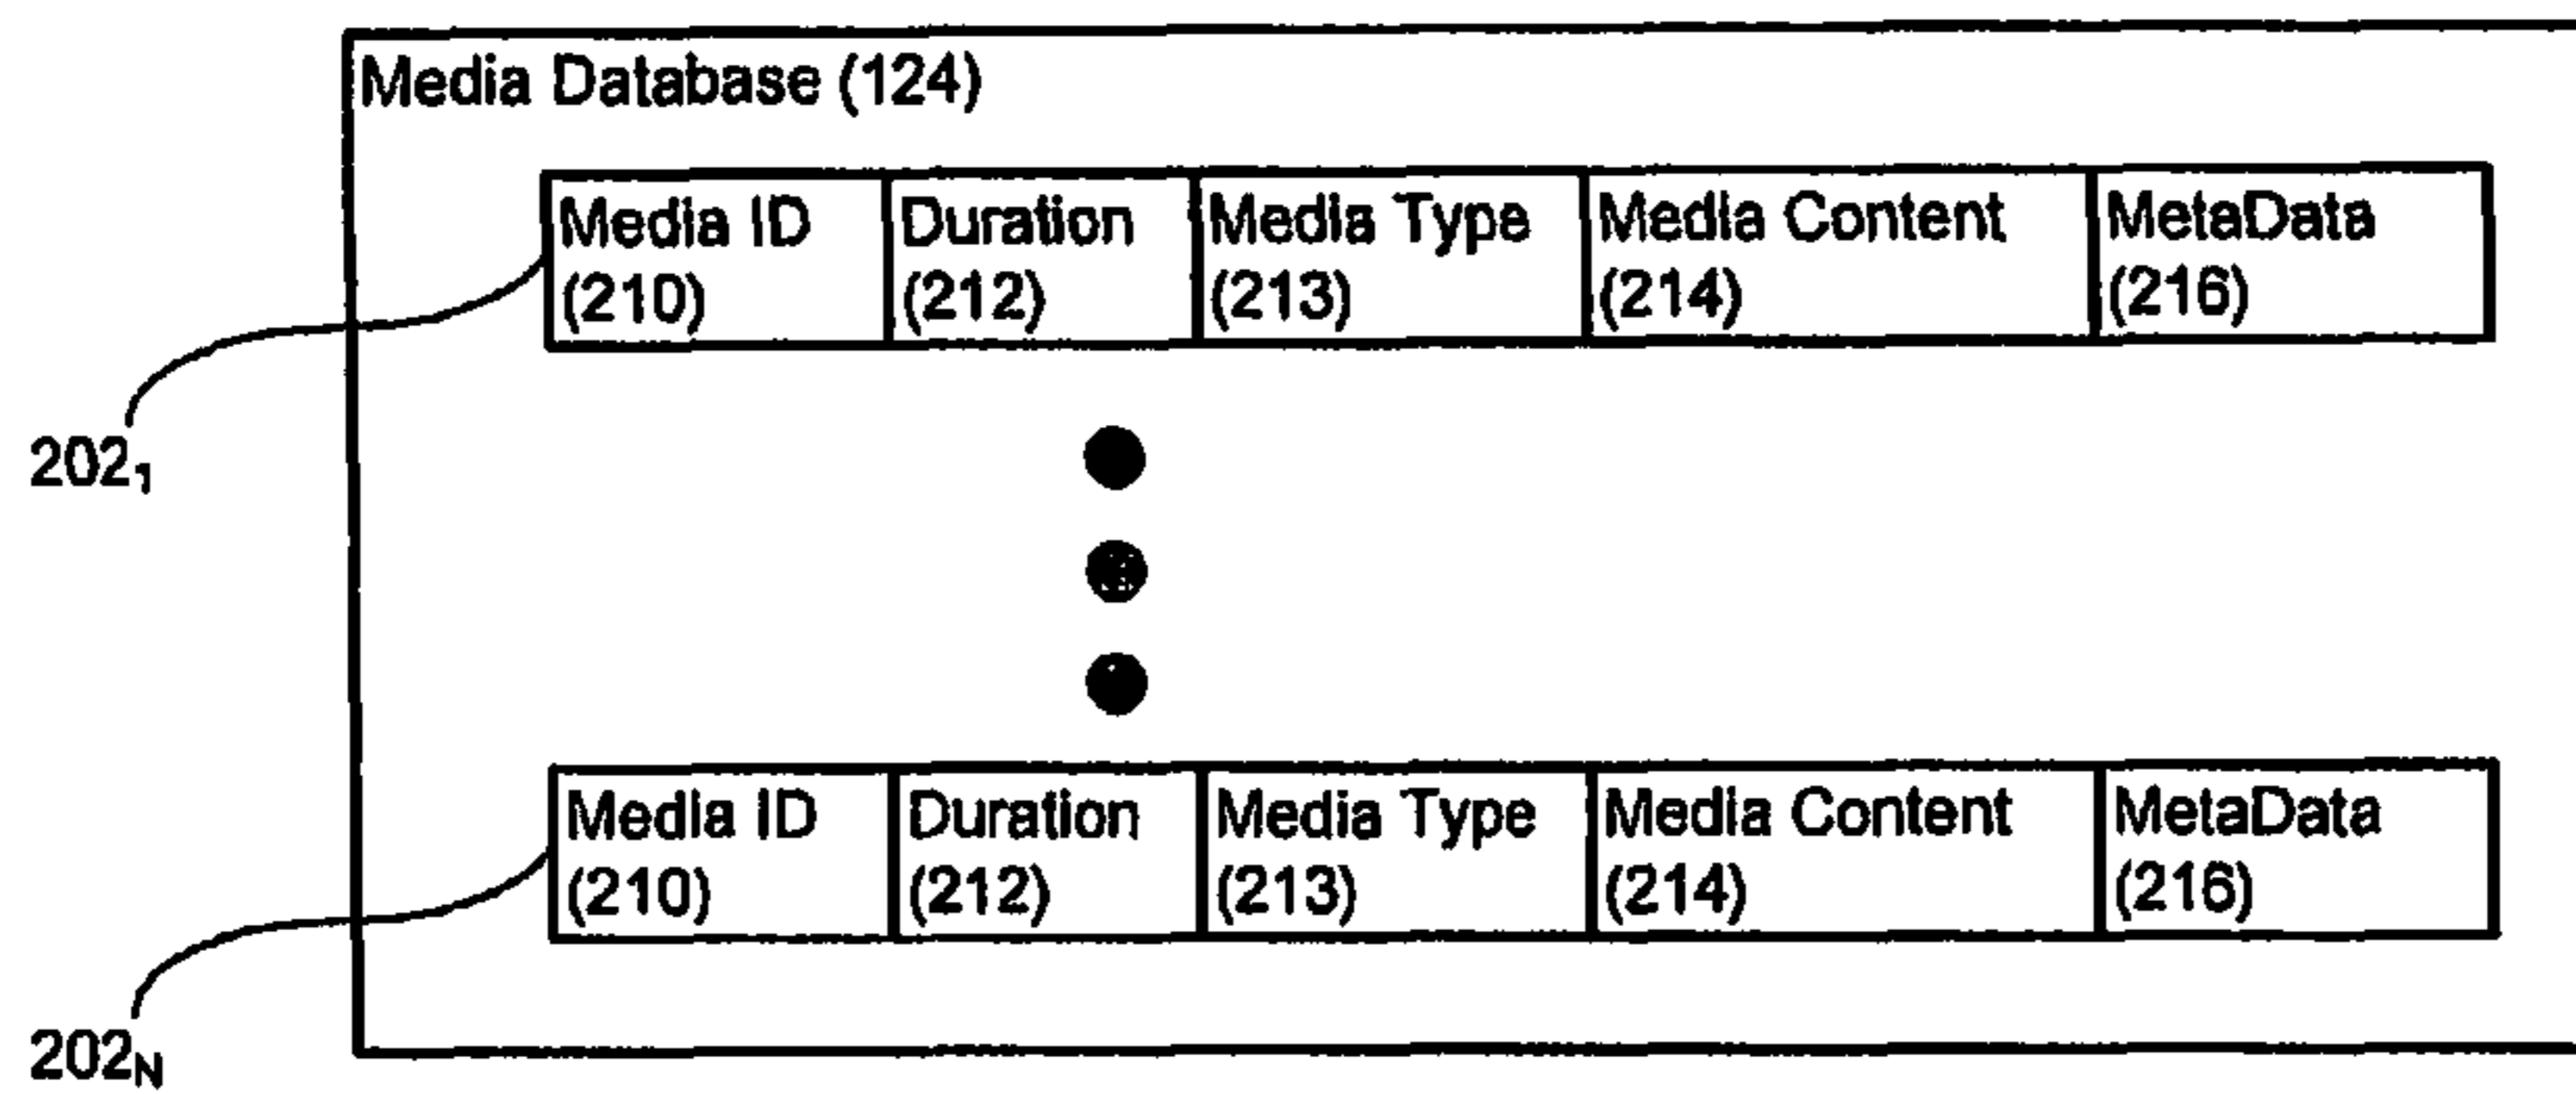 Media Database (124)
Media ID Duration Media Type Media Content MetaData
(210) (212) (213) (214) (216)
202₁
Media ID Duration Media Type Media Content MetaData
(210) (212) (213) (214) (216)
202N